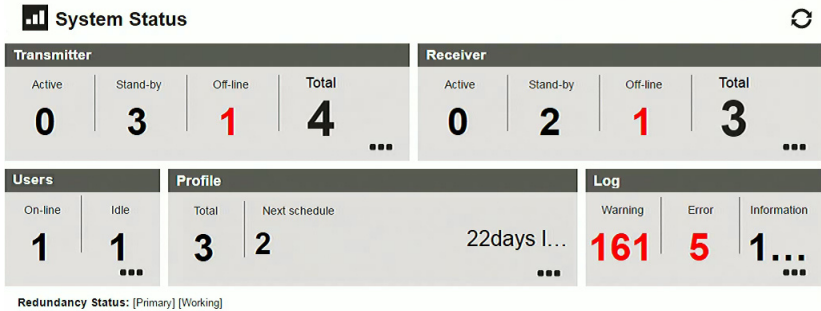 System Status
Transmitter
Active Stand-by Off-line Total
0 3 1 4
Receiver
Active Stand-by Off-line Total
0 2 1 3
Users
On-line Idle
1 1
Profile
Total Next schedule
3 2 22days l...
Log
Warning Error Information
161 5 1...
Redundancy Status: [Primary] [Working]